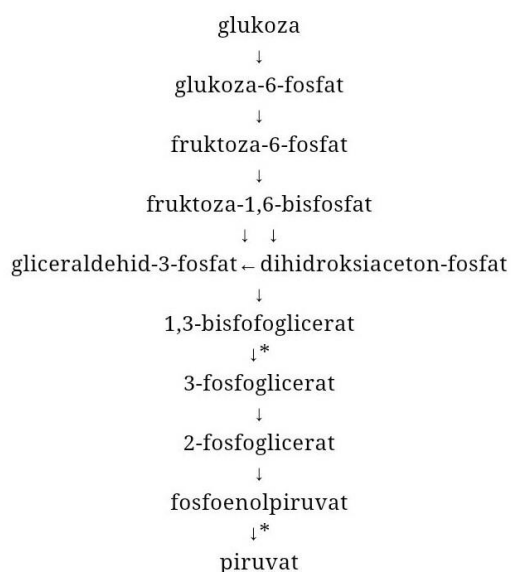 glukoza
↓
glukoza-6-fosfat
↓
fruktoza-6-fosfat
↓
fruktoza-1,6-bisfosfat
↓ ↓
gliceraldehid-3-fosfat ← dihidroksiaceton-fosfat
↓
1,3-bisfofoglicerat
↓*
3-fosfoglicerat
↓
2-fosfoglicerat
↓
fosfoenolpiruvat
↓*
piruvat